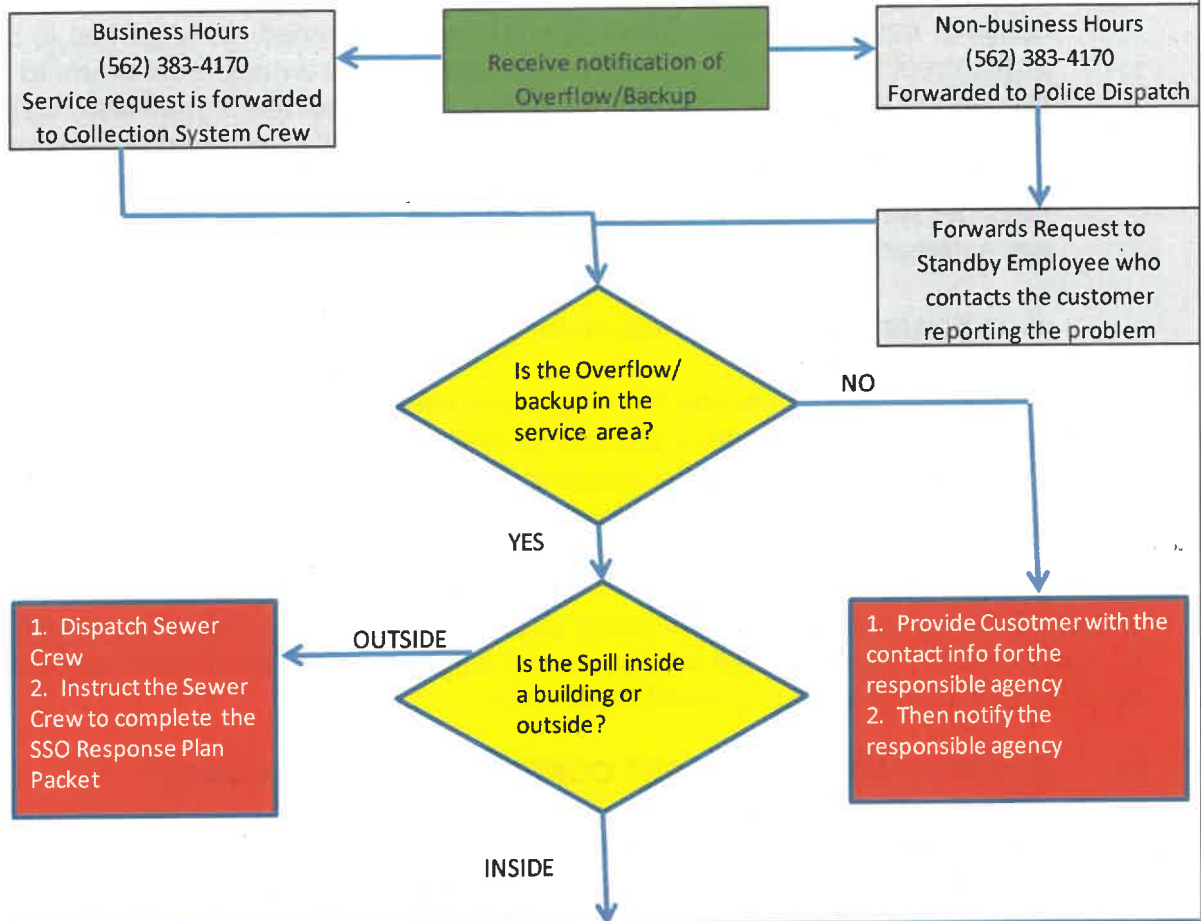 Business Hours
(562) 383-4170
Service request is forwarded
to Collection System Crew
Receive notification of
Overflow/Backup
Non-business Hours
(562) 383-4170
Forwarded to Police Dispatch
Forwards Request to
Standby Employee who
contacts the customer
reporting the problem
Is the Overflow/
backup in the
service area?
NO
YES
1. Dispatch Sewer
Crew
2. Instruct the Sewer
Crew to complete the
SSO Response Plan
Packet
OUTSIDE
Is the Spill inside
a building or
outside?
1. Provide Cusotmer with the
contact info for the
responsible agency
2. Then notify the
responsible agency
INSIDE